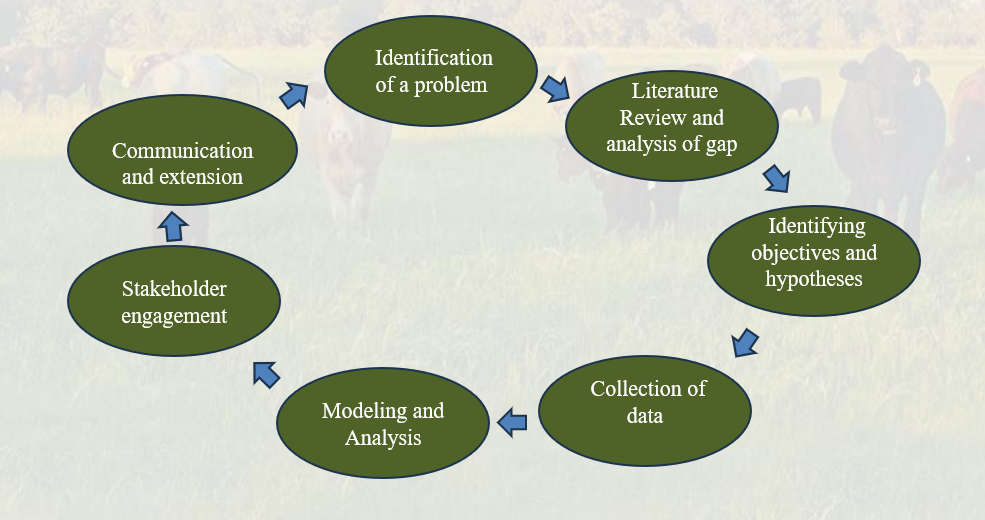 Identification
of a problem
Literature
Review and
analysis of gap
Identifying
objectives and
hypotheses
Collection of
data
Modeling and
Analysis
Stakeholder
engagement
Communication
and extension